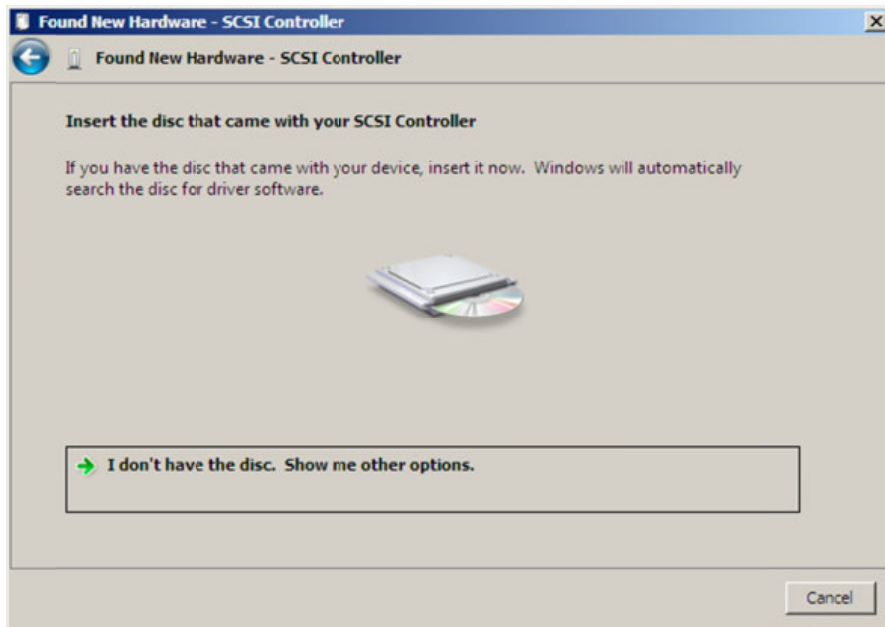 Found New Hardware - SCSI Controller
Found New Hardware - SCSI Controller
Insert the disc that came with your SCSI Controller
If you have the disc that came with your device, insert it now.  Windows will automatically
search the disc for driver software.
I don't have the disc.  Show me other options.
Cancel